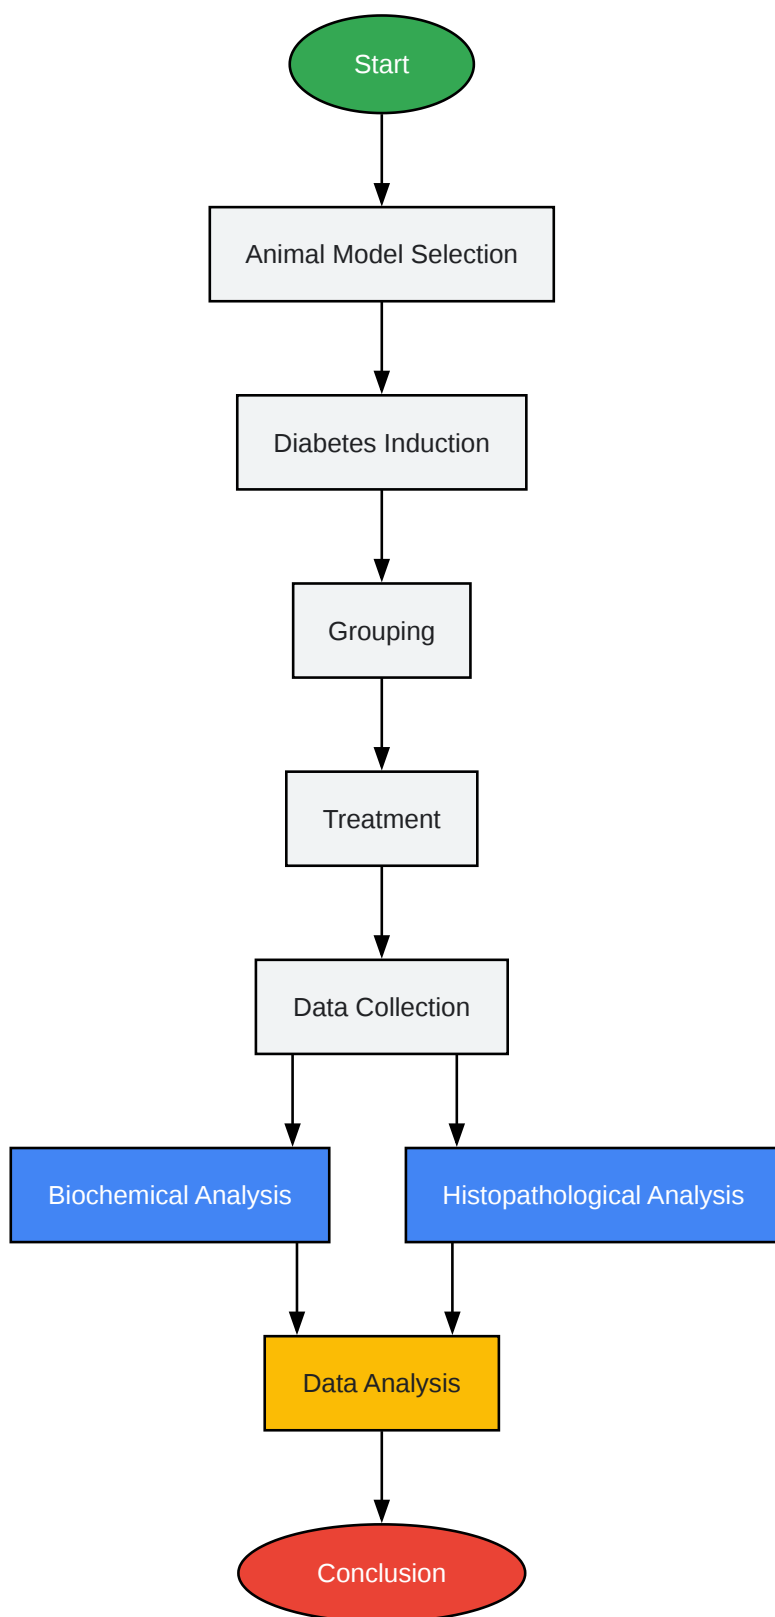 Start
Animal Model Selection
Diabetes Induction
Grouping
Treatment
Data Collection
Biochemical Analysis
Histopathological Analysis
Data Analysis
Conclusion